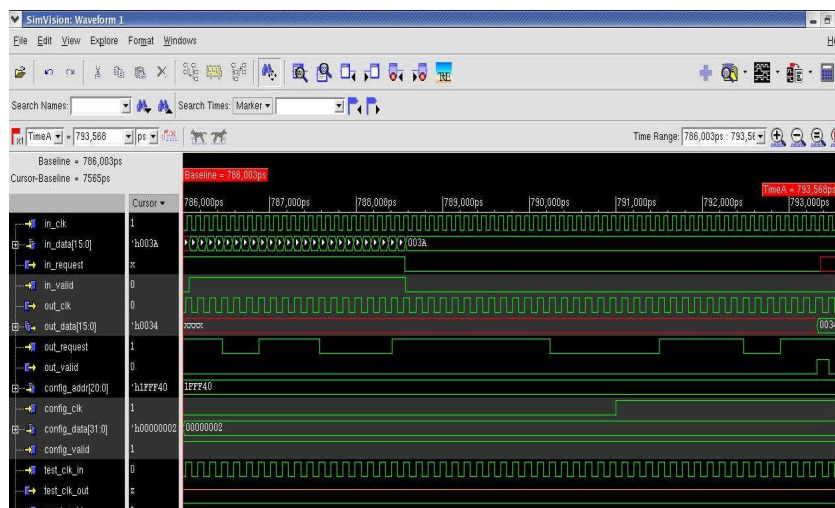 SimVision: Waveform 1
File Edit View Explore Format Windows
Search Names: Search Times: Marker
TimeA = 793,568 ps
Time Range: 786,003ps : 793,5
Baseline = 786,003ps
Cursor-Baseline = 7565ps
Baseline = 786,003ps
TimeA = 793,568ps
Cursor
786,000ps 787,000ps 788,000ps 789,000ps 790,000ps 791,000ps 792,000ps 793,000ps
in_clk 1
in_data[15:0] 'h003A 003A
in_request x
in_valid 0
out_clk 0
out_data[15:0] 'h0034 xxxx 0034
out_request 1
out_valid 0
config_addr[20:0] 'h1FFF40 1FFF40
config_clk 1
config_data[31:0] 'h00000002 00000002
config_valid 1
test_clk_in 0
test_clk_out z